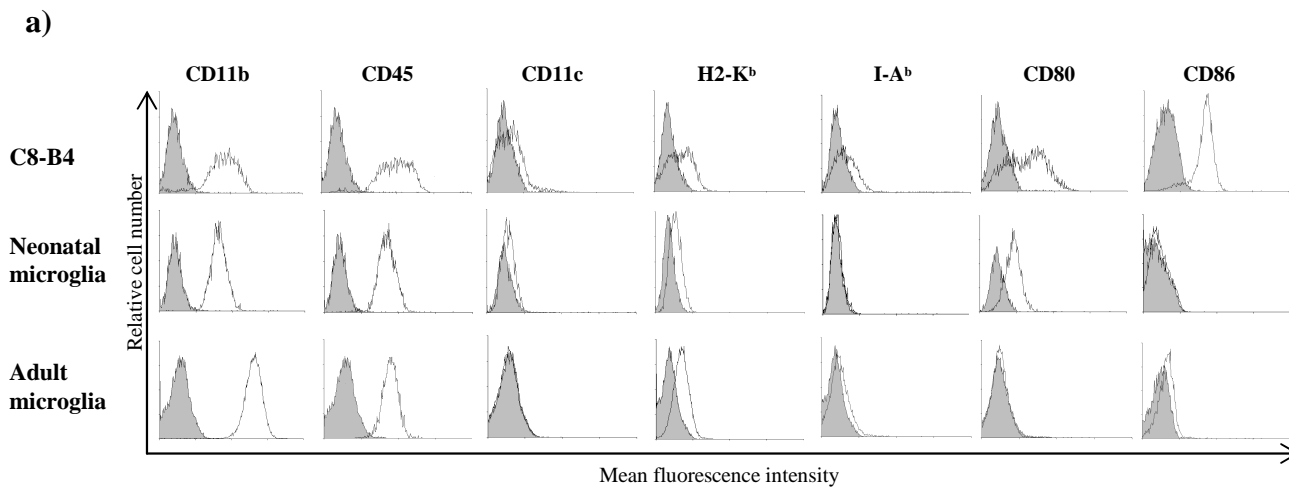 a)
CD11b CD45 CD11c H2-Kᵇ I-Aᵇ CD80 CD86
C8-B4
Neonatal
microglia
Adult
microglia
Relative cell number
Mean fluorescence intensity